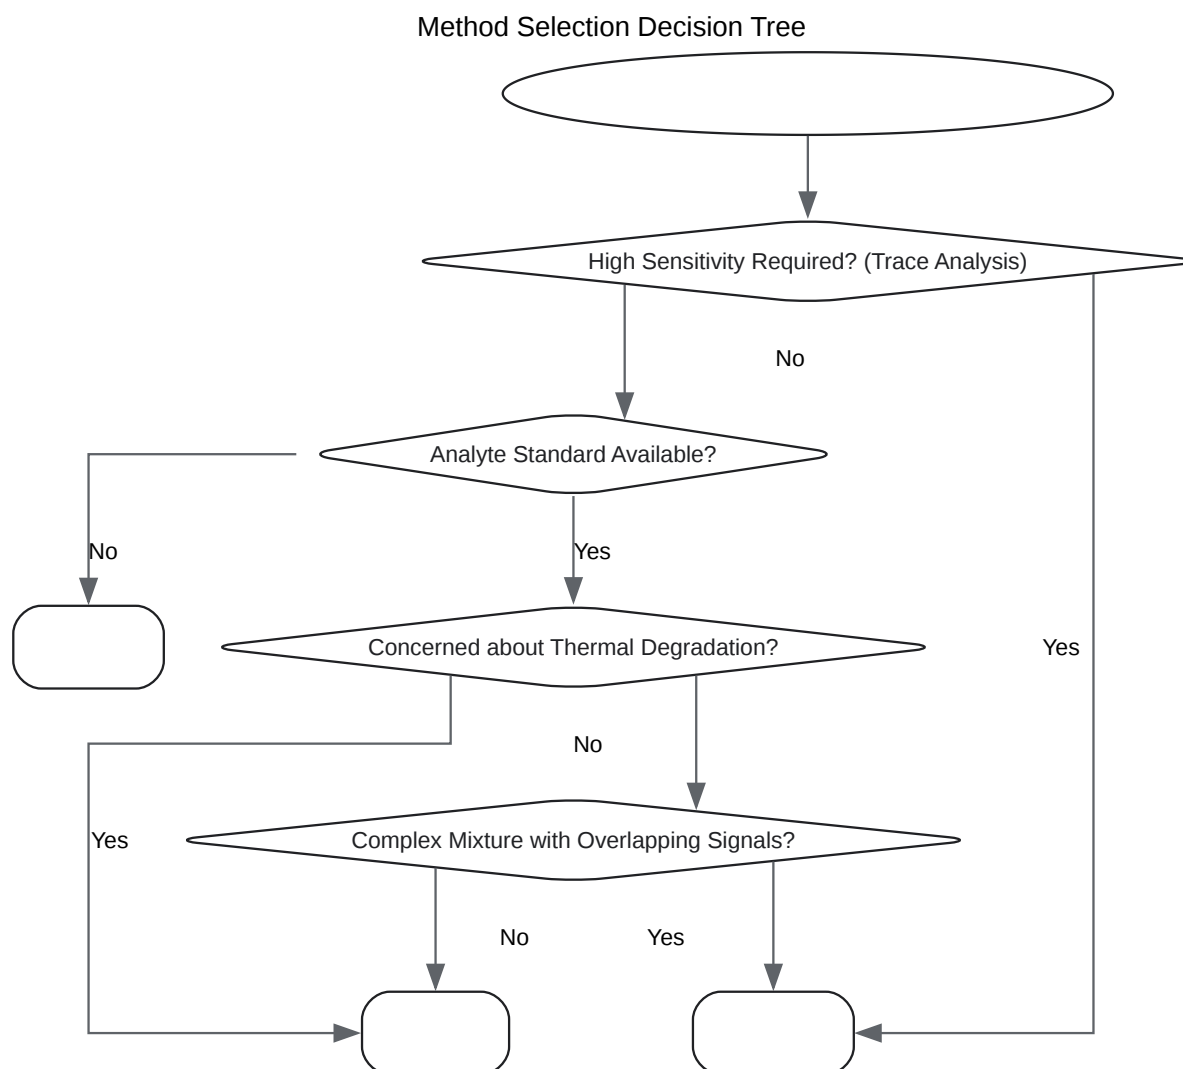 Method Selection Decision Tree
High Sensitivity Required? (Trace Analysis)
No
Analyte Standard Available?
No
Yes
Concerned about Thermal Degradation?
Yes
No
Yes
Complex Mixture with Overlapping Signals?
No
Yes